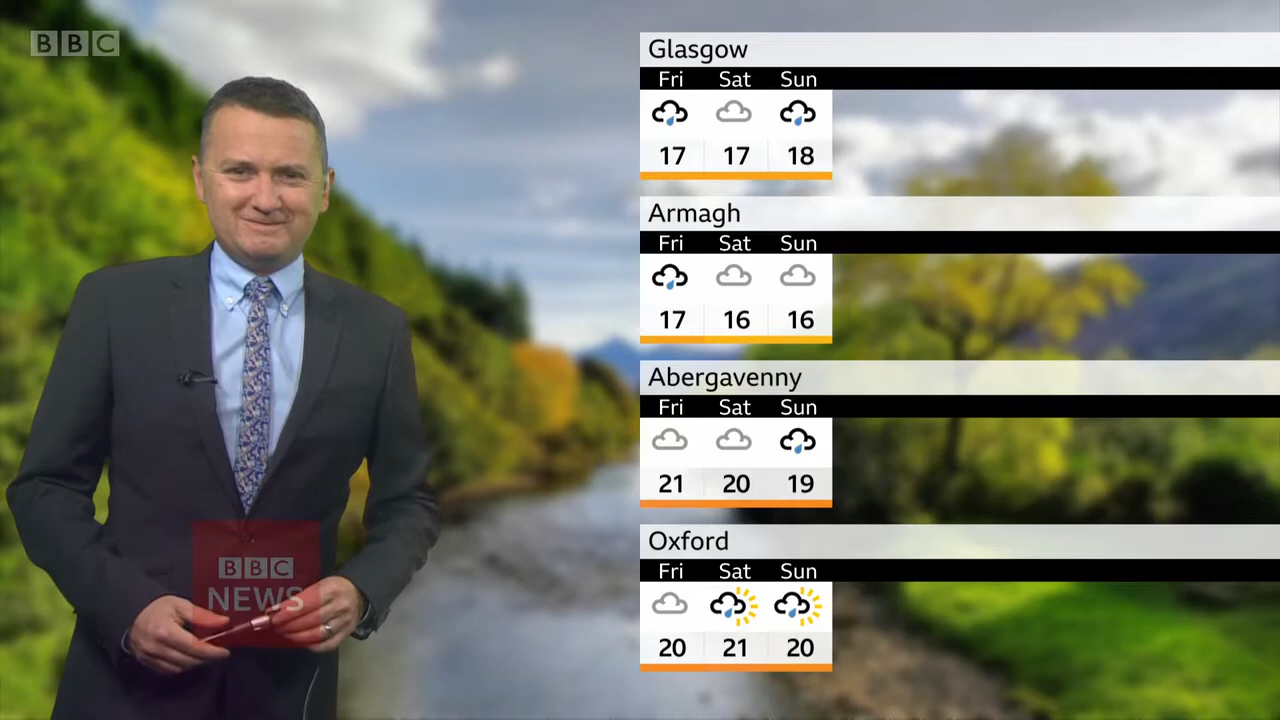 BBC
Glasgow
Fri Sat Sun
17 17 18
Armagh
Fri Sat Sun
17 16 16
Abergavenny
Fri Sat Sun
21 20 19
Oxford
Fri Sat Sun
20 21 20
BBC
NEWS